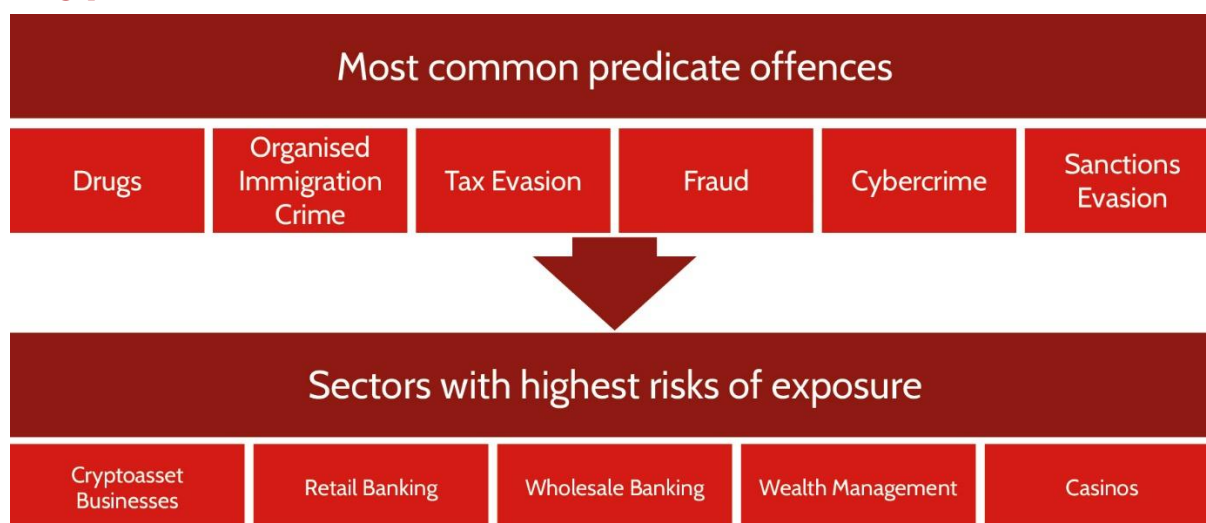 Most common predicate offences
Drugs
Organised
Immigration
Crime
Tax Evasion
Fraud
Cybercrime
Sanctions
Evasion
Sectors with highest risks of exposure
Cryptoasset
Businesses
Retail Banking
Wholesale Banking
Wealth Management
Casinos